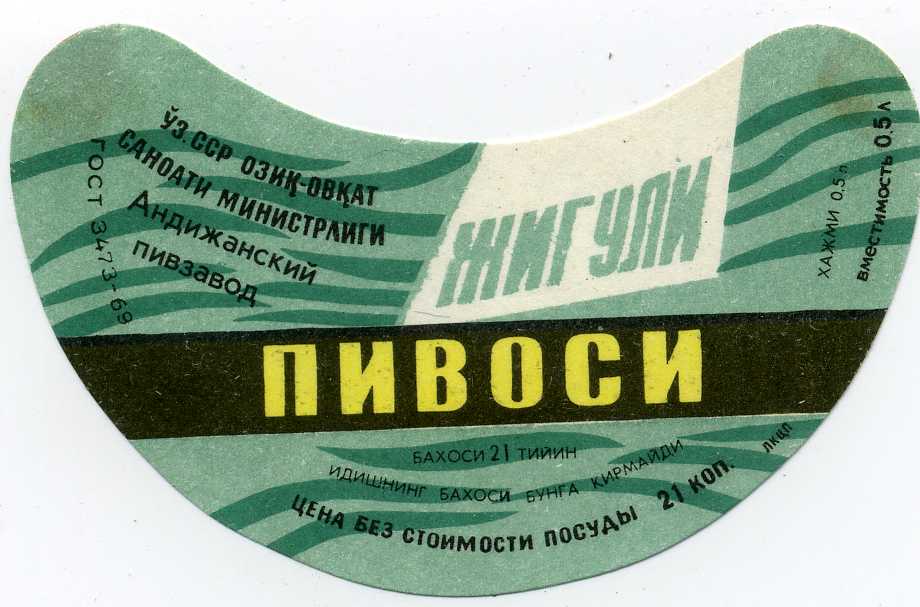 ГОСТ 3473-69
ЎЗ. ССР ОЗИҚ-ОВҚАТ
САНОАТИ МИНИСТРЛИГИ
Андижанский
пивзавод
ЖИГУЛИ
ХАЖМИ 0,5 л
вместимость 0,5 л
ПИВОСИ
БАХОСИ 21 ТИЙИН
ИДИШНИНГ БАХОСИ БУНГА КИРМАЙДИ
ЦЕНА БЕЗ СТОИМОСТИ ПОСУДЫ 21 КОП.
ЛКЦП